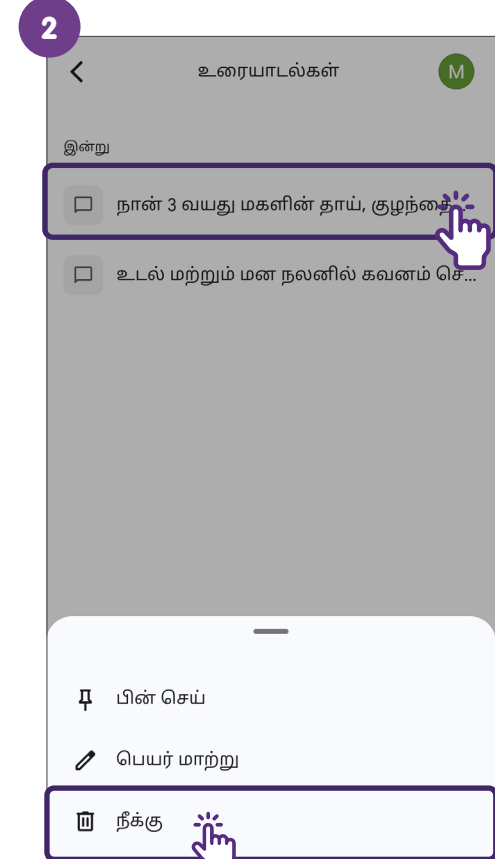 2
உரையாடல்கள்
M
இன்று
நான் 3 வயது மகளின் தாய், குழந்தை
உடல் மற்றும் மன நலனில் கவனம் செ...
பின் செய்
பெயர் மாற்று
நீக்கு